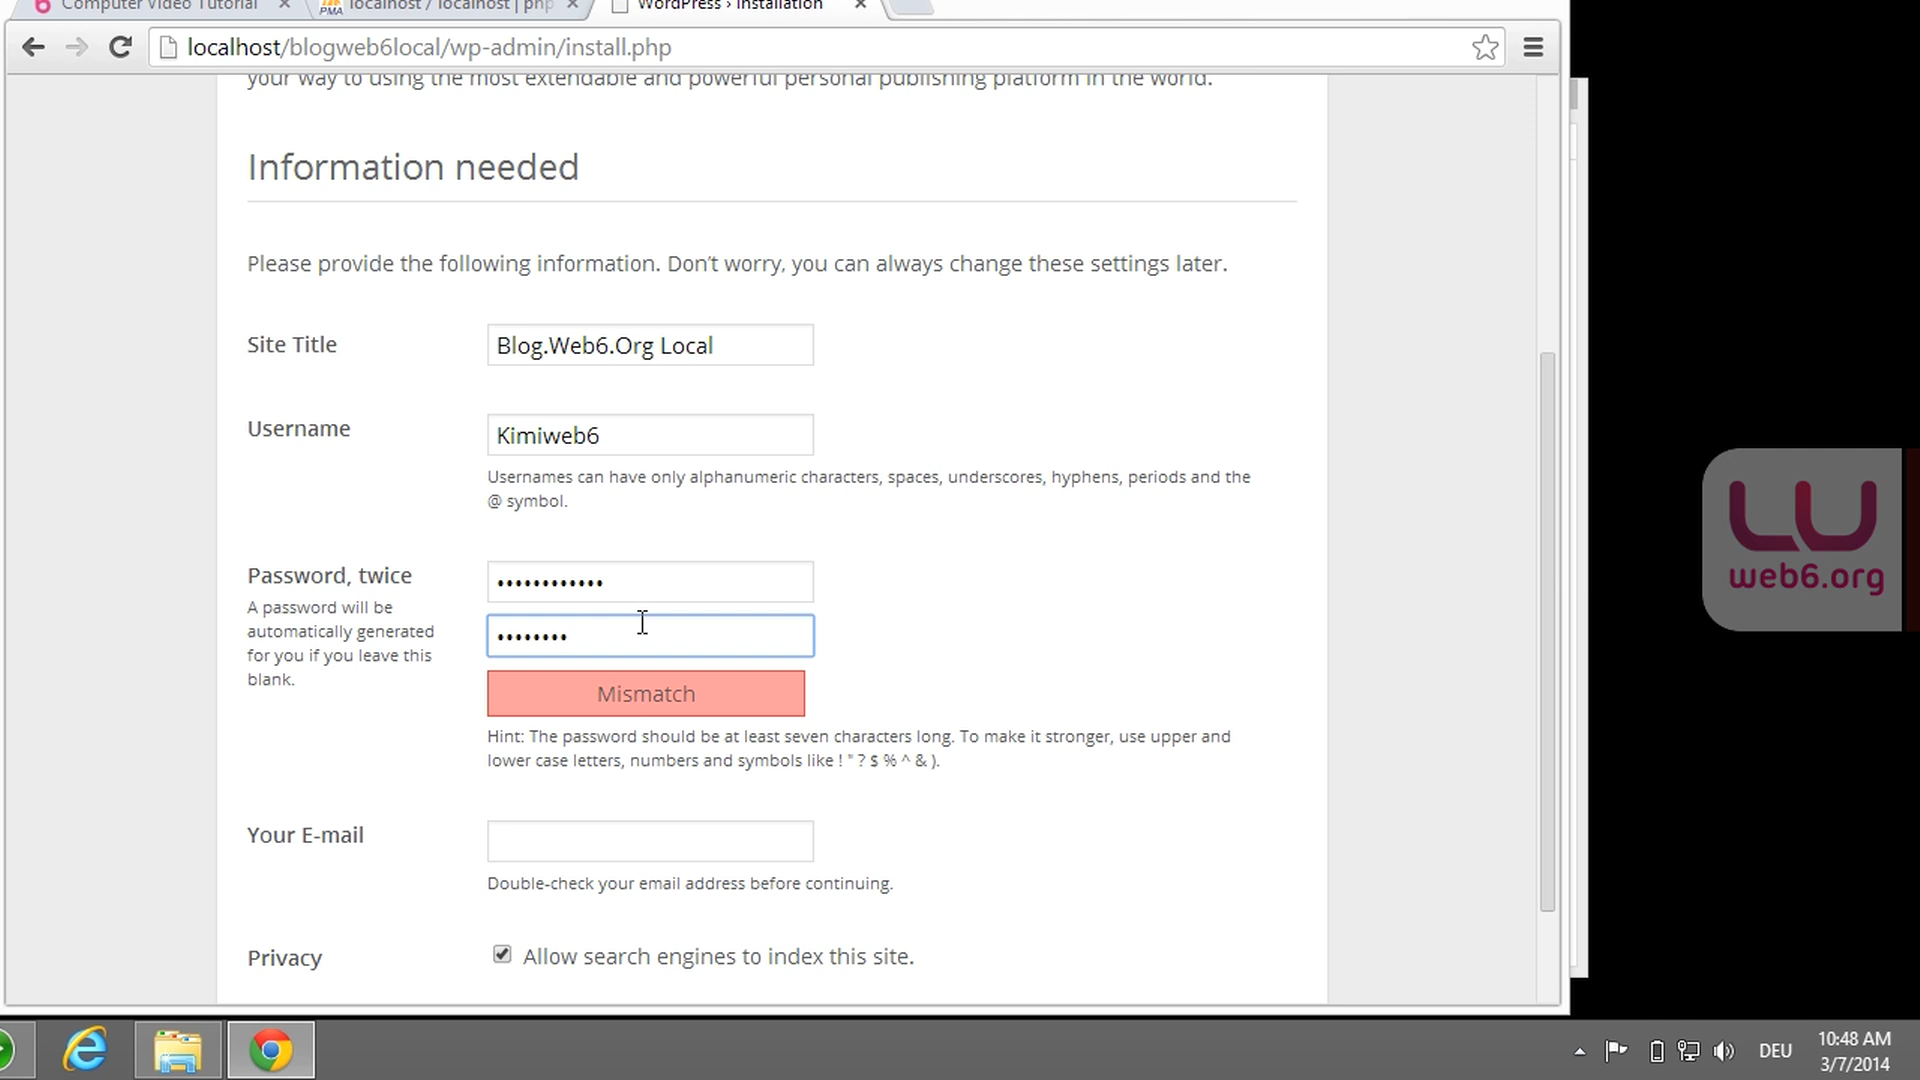 Computer Video Tutorial
localhost / localhost | php
WordPress › Installation
localhost/blogweb6local/wp-admin/install.php
your way to using the most extendable and powerful personal publishing platform in the world.
Information needed
Please provide the following information. Don’t worry, you can always change these settings later.
Site Title
Blog.Web6.Org Local
Username
Kimiweb6
Usernames can have only alphanumeric characters, spaces, underscores, hyphens, periods and the
@ symbol.
Password, twice
A password will be
automatically generated
for you if you leave this
blank.
••••••••••••
••••••••
Mismatch
Hint: The password should be at least seven characters long. To make it stronger, use upper and
lower case letters, numbers and symbols like ! " ? $ % ^ & ).
Your E-mail
Double-check your email address before continuing.
Privacy
Allow search engines to index this site.
web6.org
DEU
10:48 AM
3/7/2014